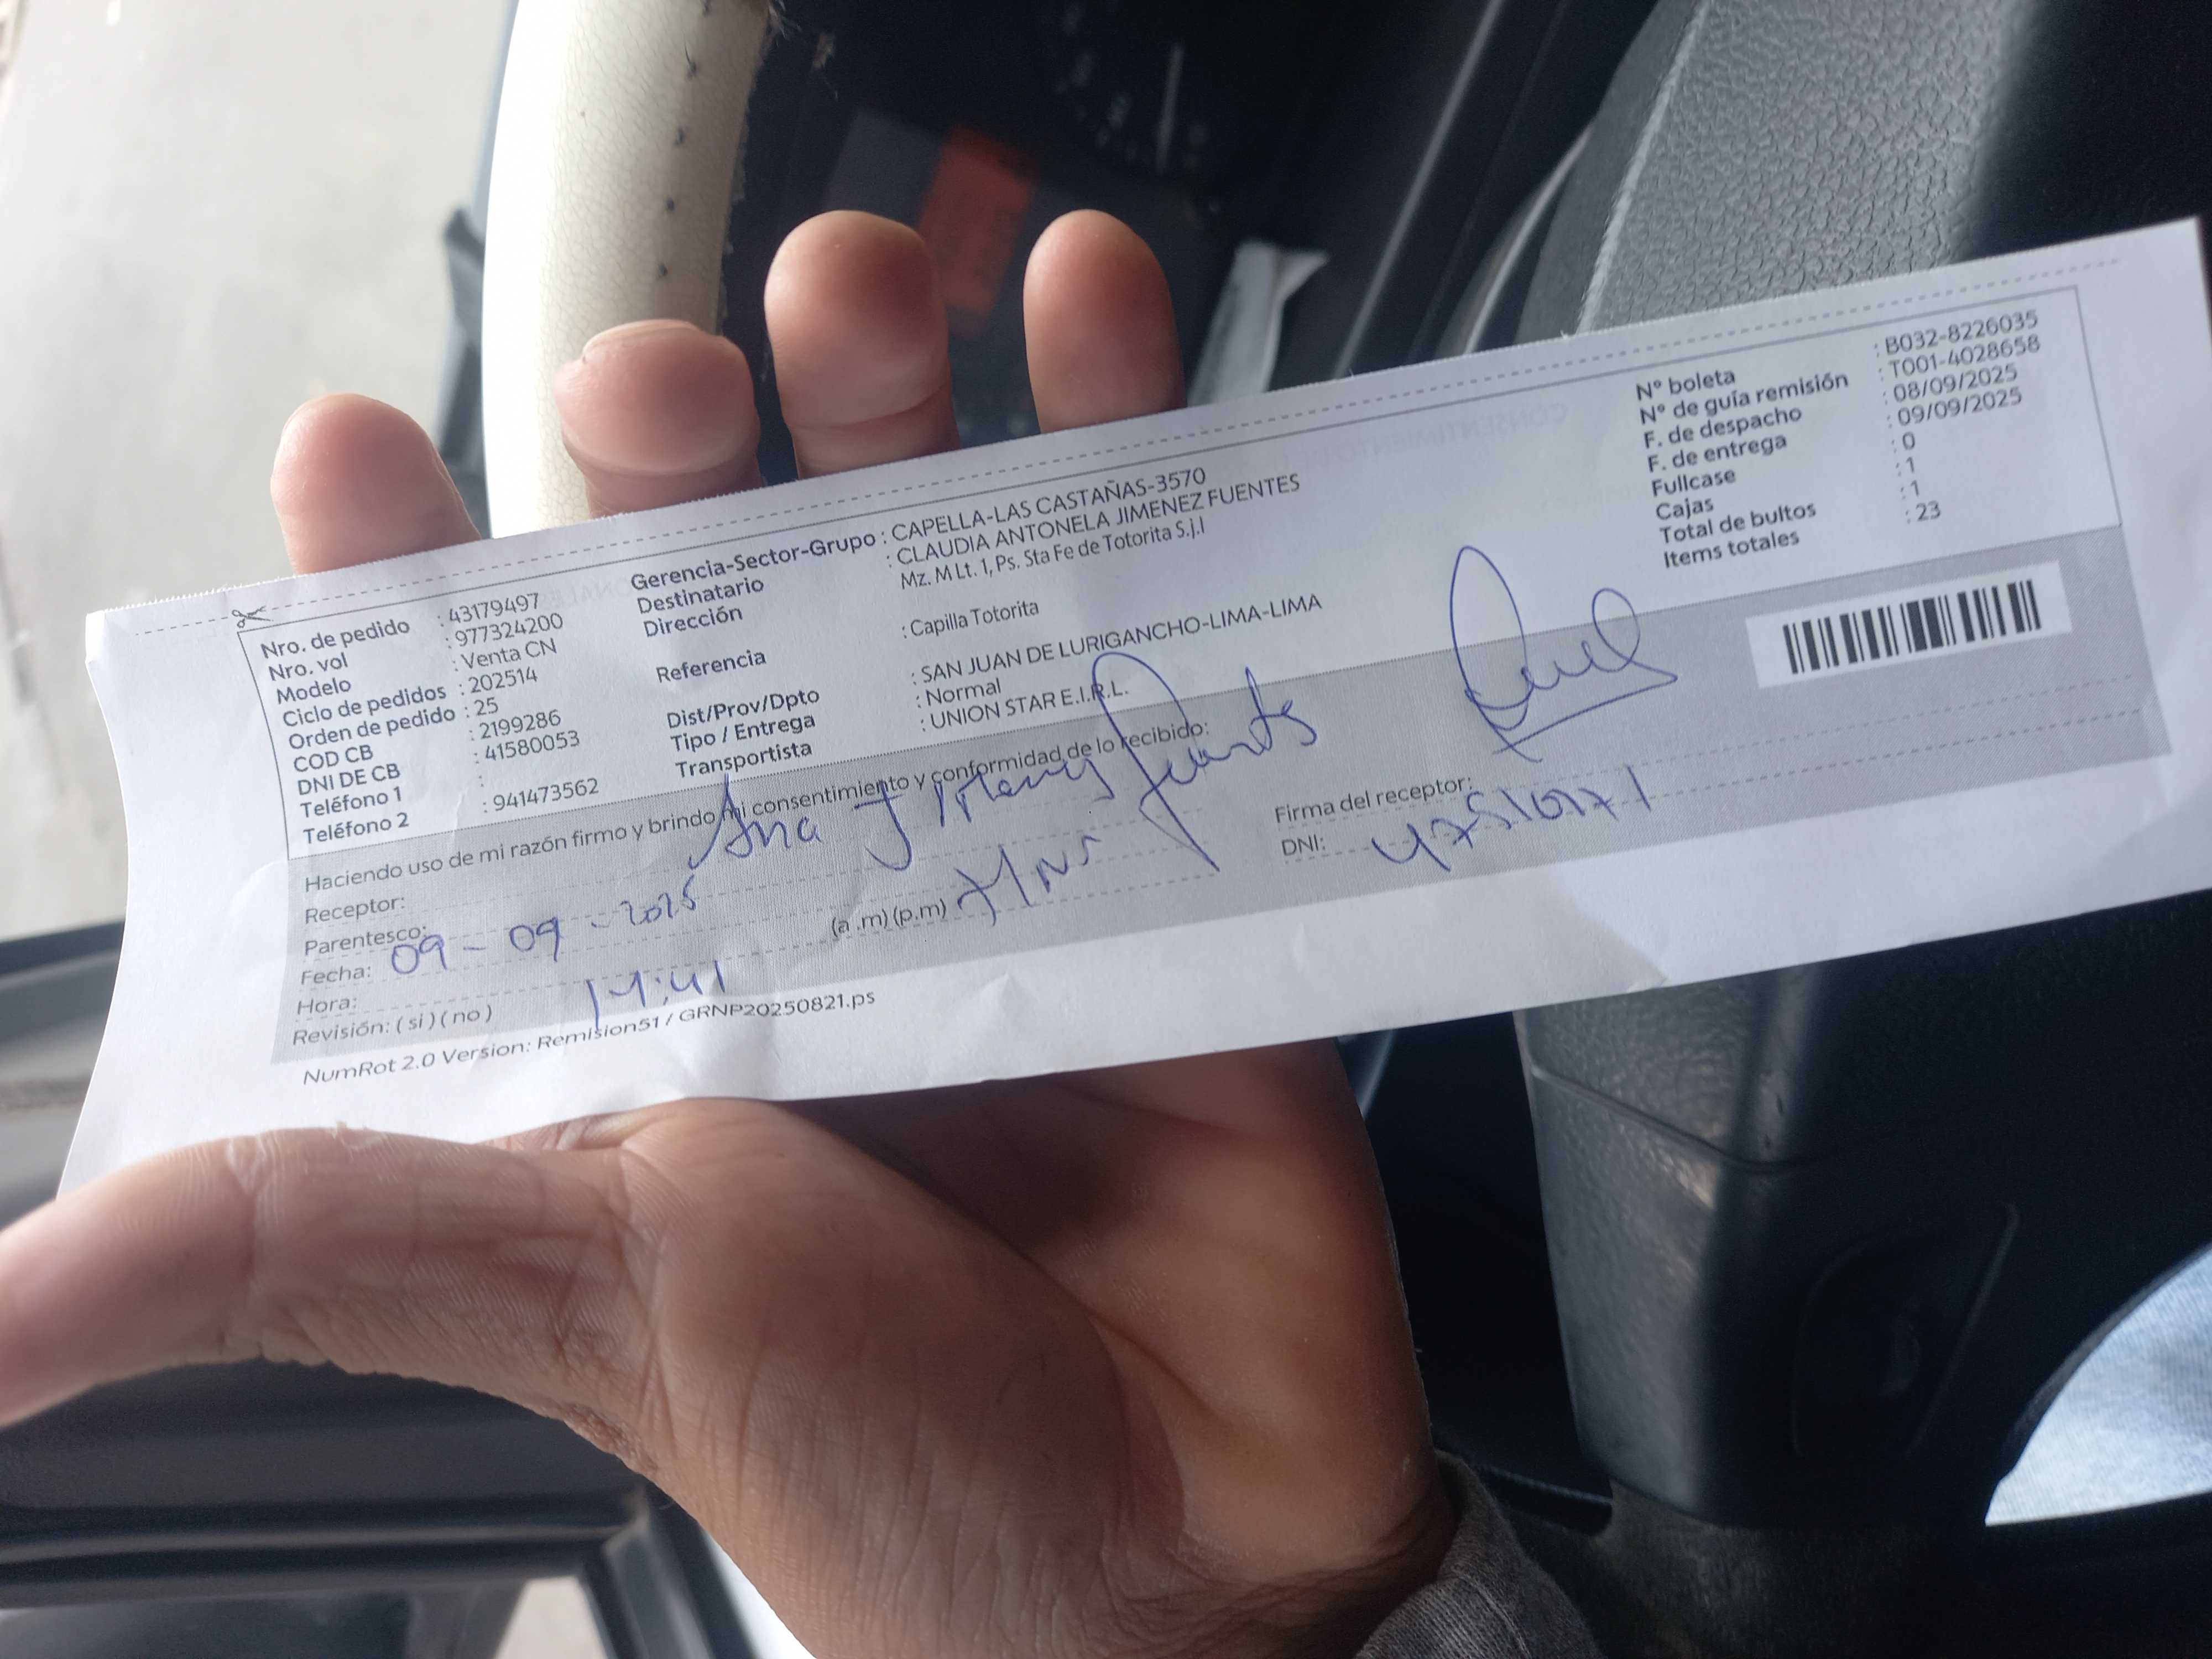 Nro. de pedido : 43179497
Nro. vol : 977324200
Modelo : Venta CN
Ciclo de pedidos : 202514
Orden de pedido : 25
COD CB : 2199286
DNI DE CB : 41580053
Teléfono 1 :
Teléfono 2 : 941473562
Gerencia-Sector-Grupo : CAPELLA-LAS CASTAÑAS-3570
Destinatario : CLAUDIA ANTONELA JIMENEZ FUENTES
Dirección Mz. M Lt. 1, Ps. Sta Fe de Totorita S.j.l
Referencia : Capilla Totorita
Dist/Prov/Dpto : SAN JUAN DE LURIGANCHO-LIMA-LIMA
Tipo / Entrega : Normal
Transportista : UNION STAR E.I.R.L.
N° boleta : B032-8226035
N° de guía remisión : T001-4028658
F. de despacho : 08/09/2025
F. de entrega : 09/09/2025
Fullcase : 0
Cajas : 1
Total de bultos : 1
Items totales : 23
Haciendo uso de mi razón firmo y brindo mi consentimiento y conformidad de lo recibido:
Receptor: Ana J
Parentesco:
Fecha: 09-09-2025
Hora: (a .m) (p.m)
Revisión: ( si ) ( no ) 14:41
Firma del receptor:
DNI:
NumRot 2.0 Version: Remision51 / GRNP20250821.ps